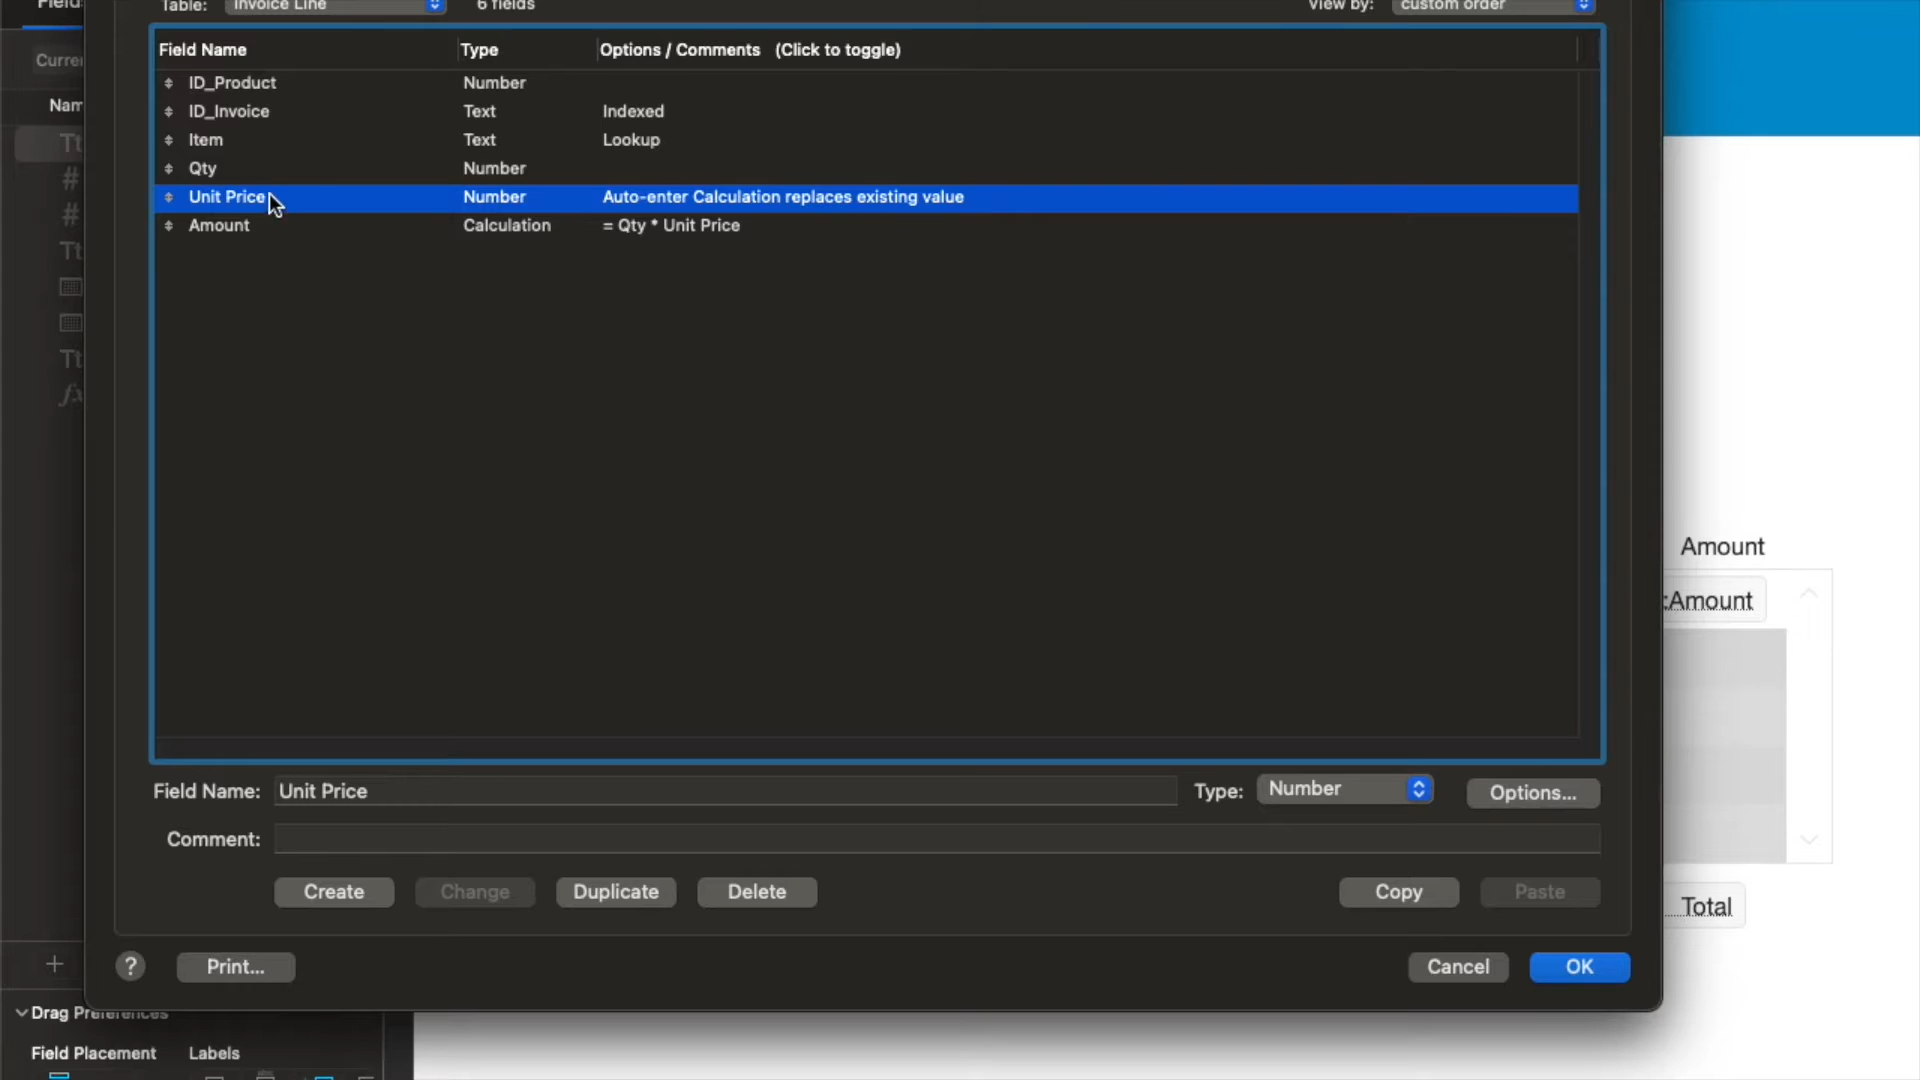 Table: Invoice Line 6 fields View by: custom order
Field Name Type Options / Comments (Click to toggle)
ID_Product Number
ID_Invoice Text Indexed
Item Text Lookup
Qty Number
Unit Price Number Auto-enter Calculation replaces existing value
Amount Calculation = Qty * Unit Price
Field Name: Unit Price Type: Number Options...
Comment:
Create Change Duplicate Delete Copy Paste
? Print... Cancel OK
Drag Preferences
Field Placement Labels
Amount
:Amount
Total